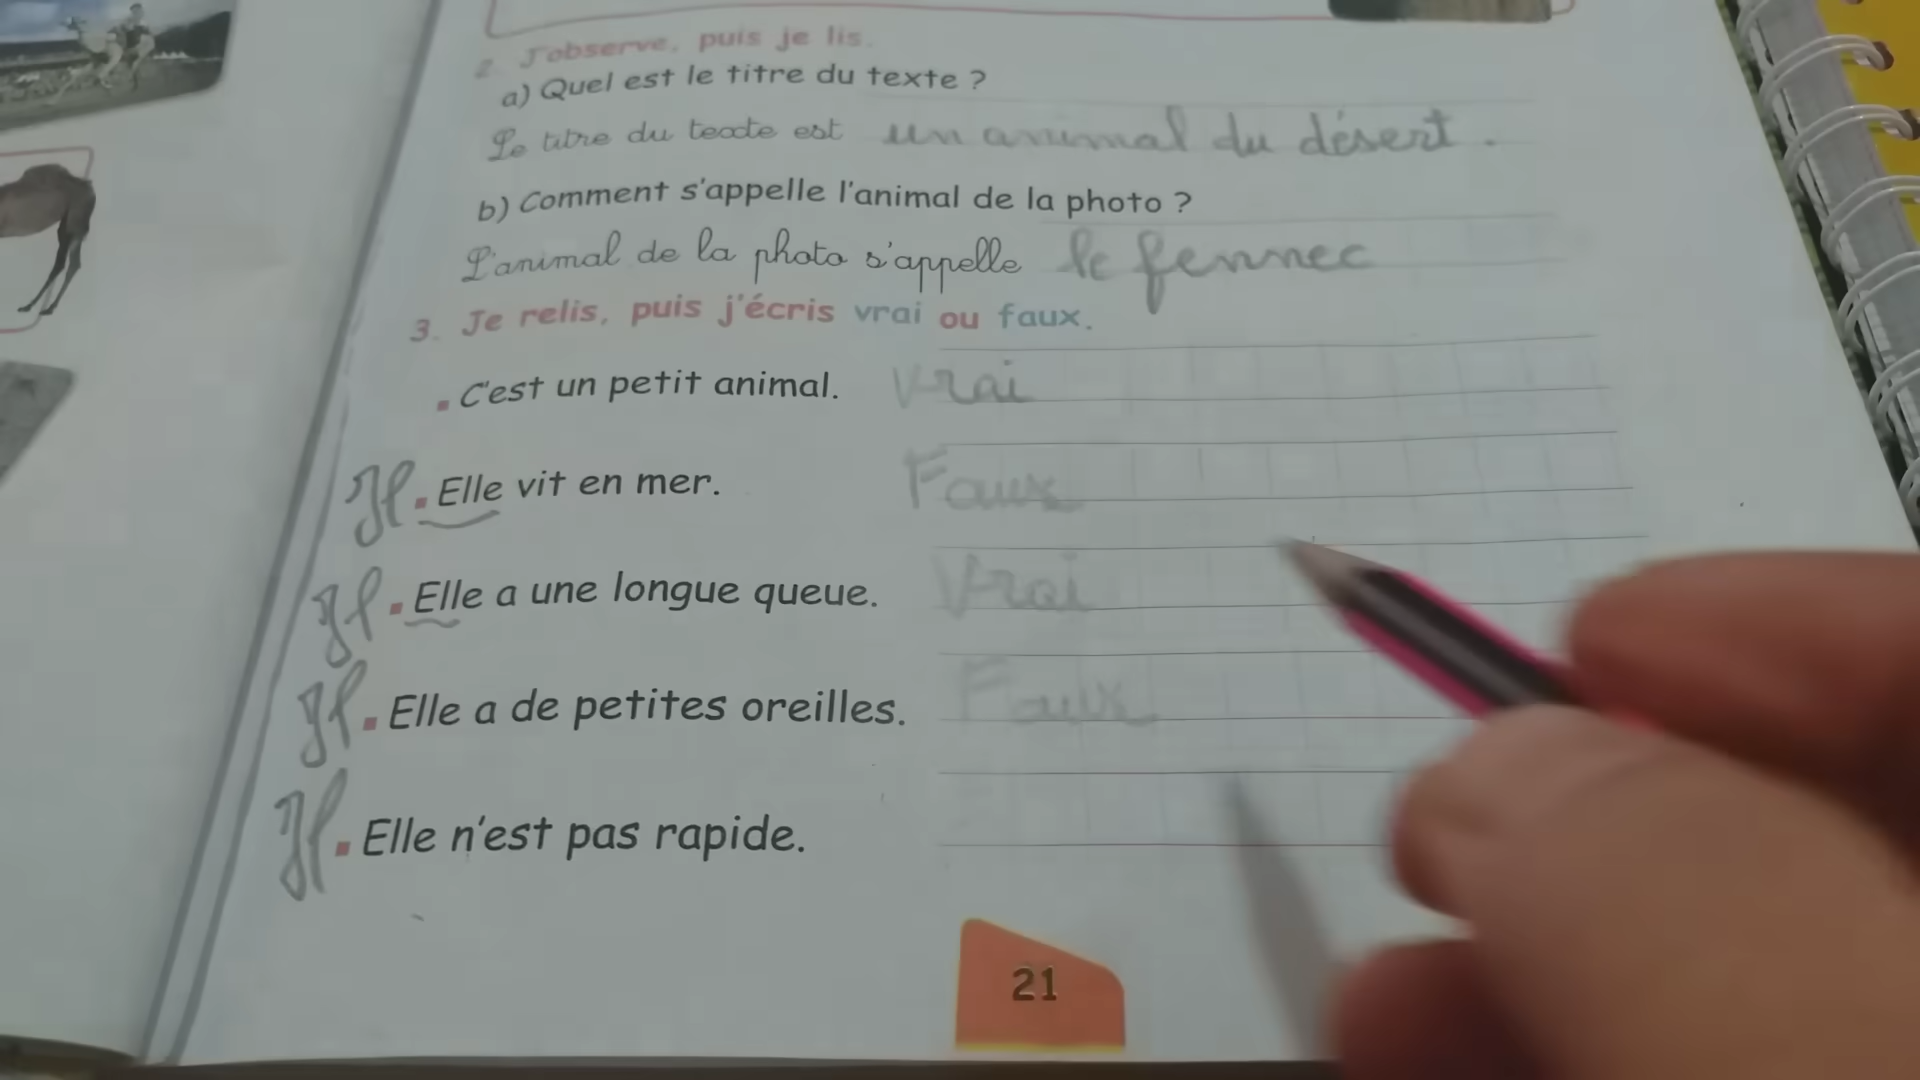 2. J'observe, puis je lis.
a) Quel est le titre du texte ?
Le titre du texte est un animal du désert.
b) Comment s'appelle l'animal de la photo ?
L'animal de la photo s'appelle le fennec
3. Je relis, puis j'écris vrai ou faux.
. C'est un petit animal. Vrai
Il . Elle vit en mer. Faux
Il . Elle a une longue queue. Vrai
Il . Elle a de petites oreilles. Faux
Il . Elle n'est pas rapide.
21